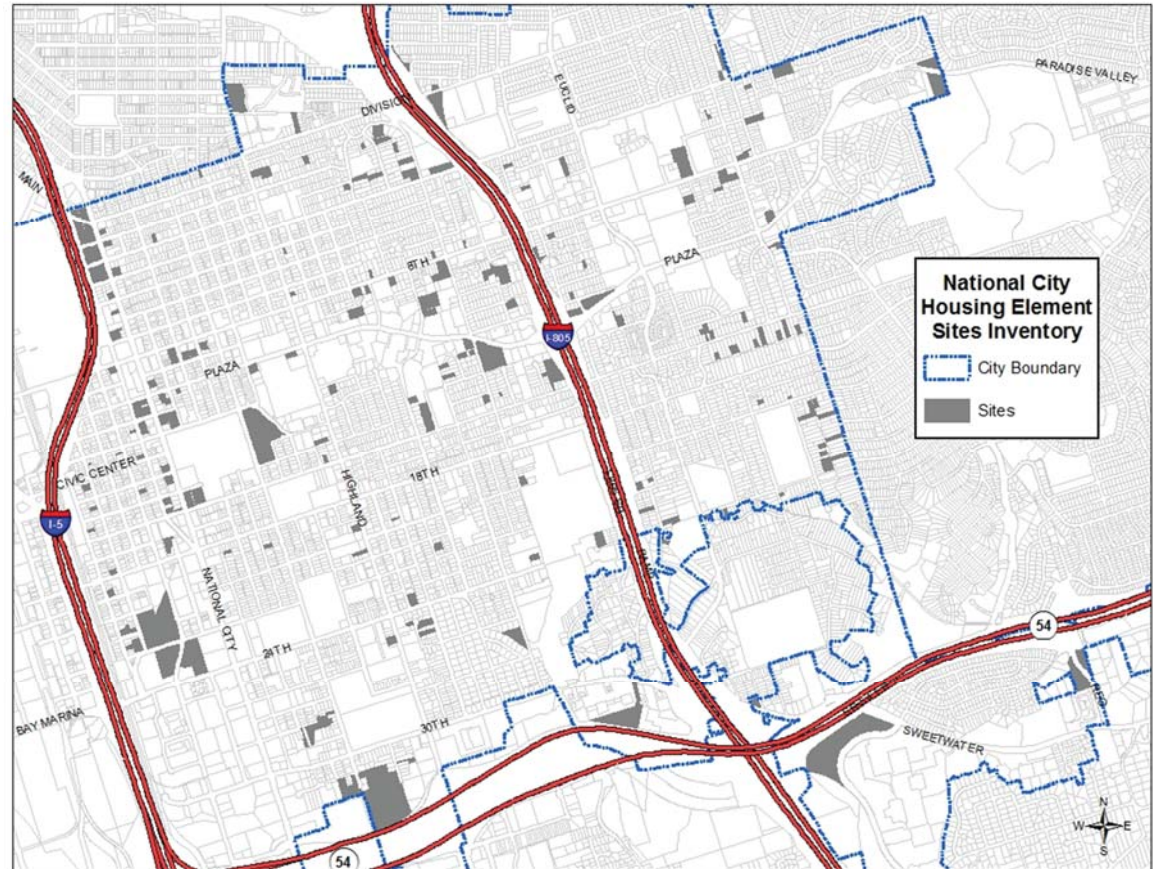 EUCLID
PARADISE VALLEY
DIVISION
MAIN
8TH
PLAZA
National City
Housing Element
Sites Inventory
City Boundary
Sites
I-805
PLAZA
CIVIC CENTER
18TH
HIGHLAND
I-5
NATIONAL CITY
24TH
54
BAY MARINA
30TH
SWEETWATER
N
W E
S
54